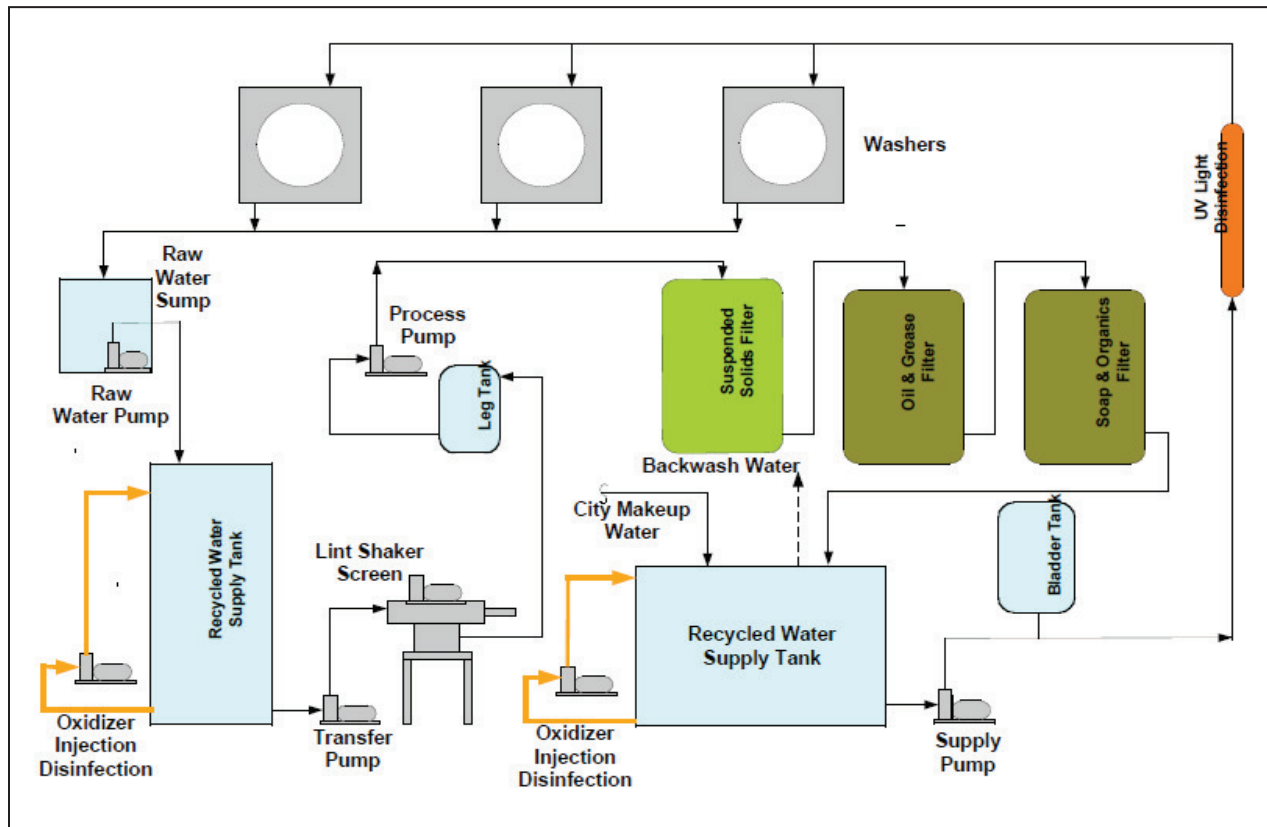 Washers
UV Light
Disinfection
Raw
Water
Sump
Raw
Water Pump
Process
Pump
Leg Tank
Suspended
Solids Filter
Oil & Grease
Filter
Soap & Organics
Filter
Backwash Water
City Makeup
Water
Bladder Tank
Recycled Water
Supply Tank
Lint Shaker
Screen
Recycled Water
Supply Tank
Oxidizer
Injection
Disinfection
Transfer
Pump
Oxidizer
Injection
Disinfection
Supply
Pump